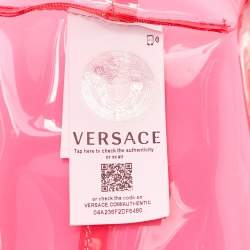 VERSACE
Tap here to check the authenticity
or scan
or check the code on
VERSACE.COM/AUTHENTIC
04A236F2DF6480